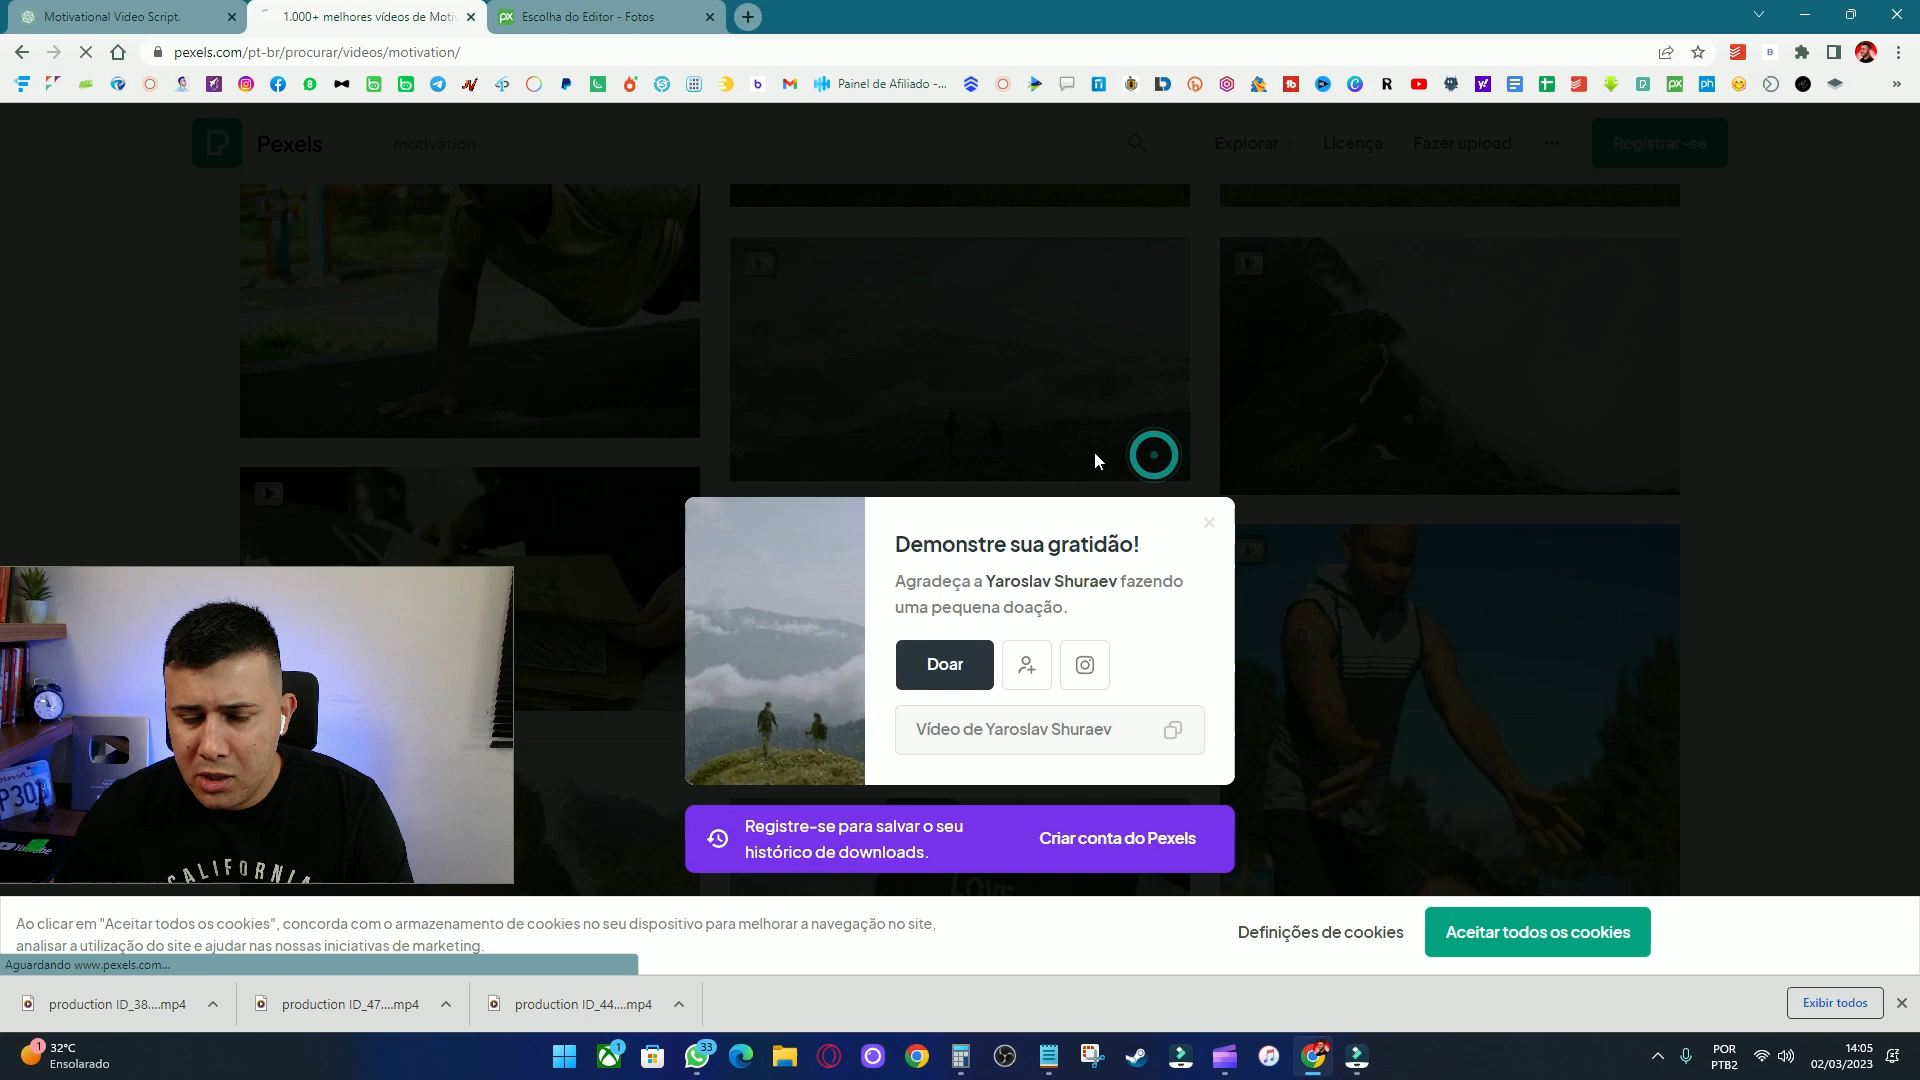 Motivational Video Script.
1.000+ melhores vídeos de Moti
Escolha do Editor - Fotos
pexels.com/pt-br/procurar/videos/motivation/
Painel de Afiliado -...
Pexels
motivation
Explorar
Licença
Fazer upload
Registrar-se
Demonstre sua gratidão!
Agradeça a Yaroslav Shuraev fazendo
uma pequena doação.
Doar
Vídeo de Yaroslav Shuraev
Registre-se para salvar o seu
histórico de downloads.
Criar conta do Pexels
LOVE
CALIFORNIA
P30
Ao clicar em "Aceitar todos os cookies", concorda com o armazenamento de cookies no seu dispositivo para melhorar a navegação no site,
analisar a utilização do site e ajudar nas nossas iniciativas de marketing.
Definições de cookies
Aceitar todos os cookies
Aguardando www.pexels.com...
production ID_38....mp4
production ID_47....mp4
production ID_44....mp4
Exibir todos
1
32°C
Ensolarado
1
33
POR
PTB2
14:05
02/03/2023